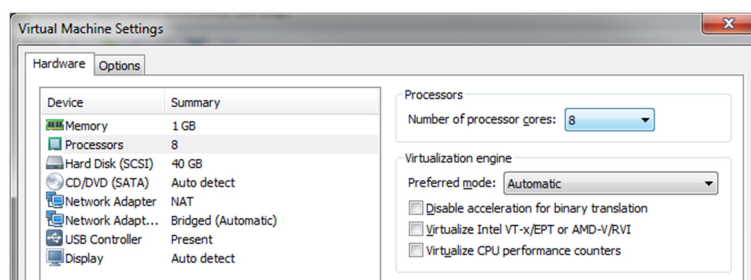 Virtual Machine Settings
Hardware Options
Device Summary
Memory 1 GB
Processors 8
Hard Disk (SCSI) 40 GB
CD/DVD (SATA) Auto detect
Network Adapter NAT
Network Adapt... Bridged (Automatic)
USB Controller Present
Display Auto detect
Processors
Number of processor cores: 8
Virtualization engine
Preferred mode: Automatic
Disable acceleration for binary translation
Virtualize Intel VT-x/EPT or AMD-V/RVI
Virtualize CPU performance counters